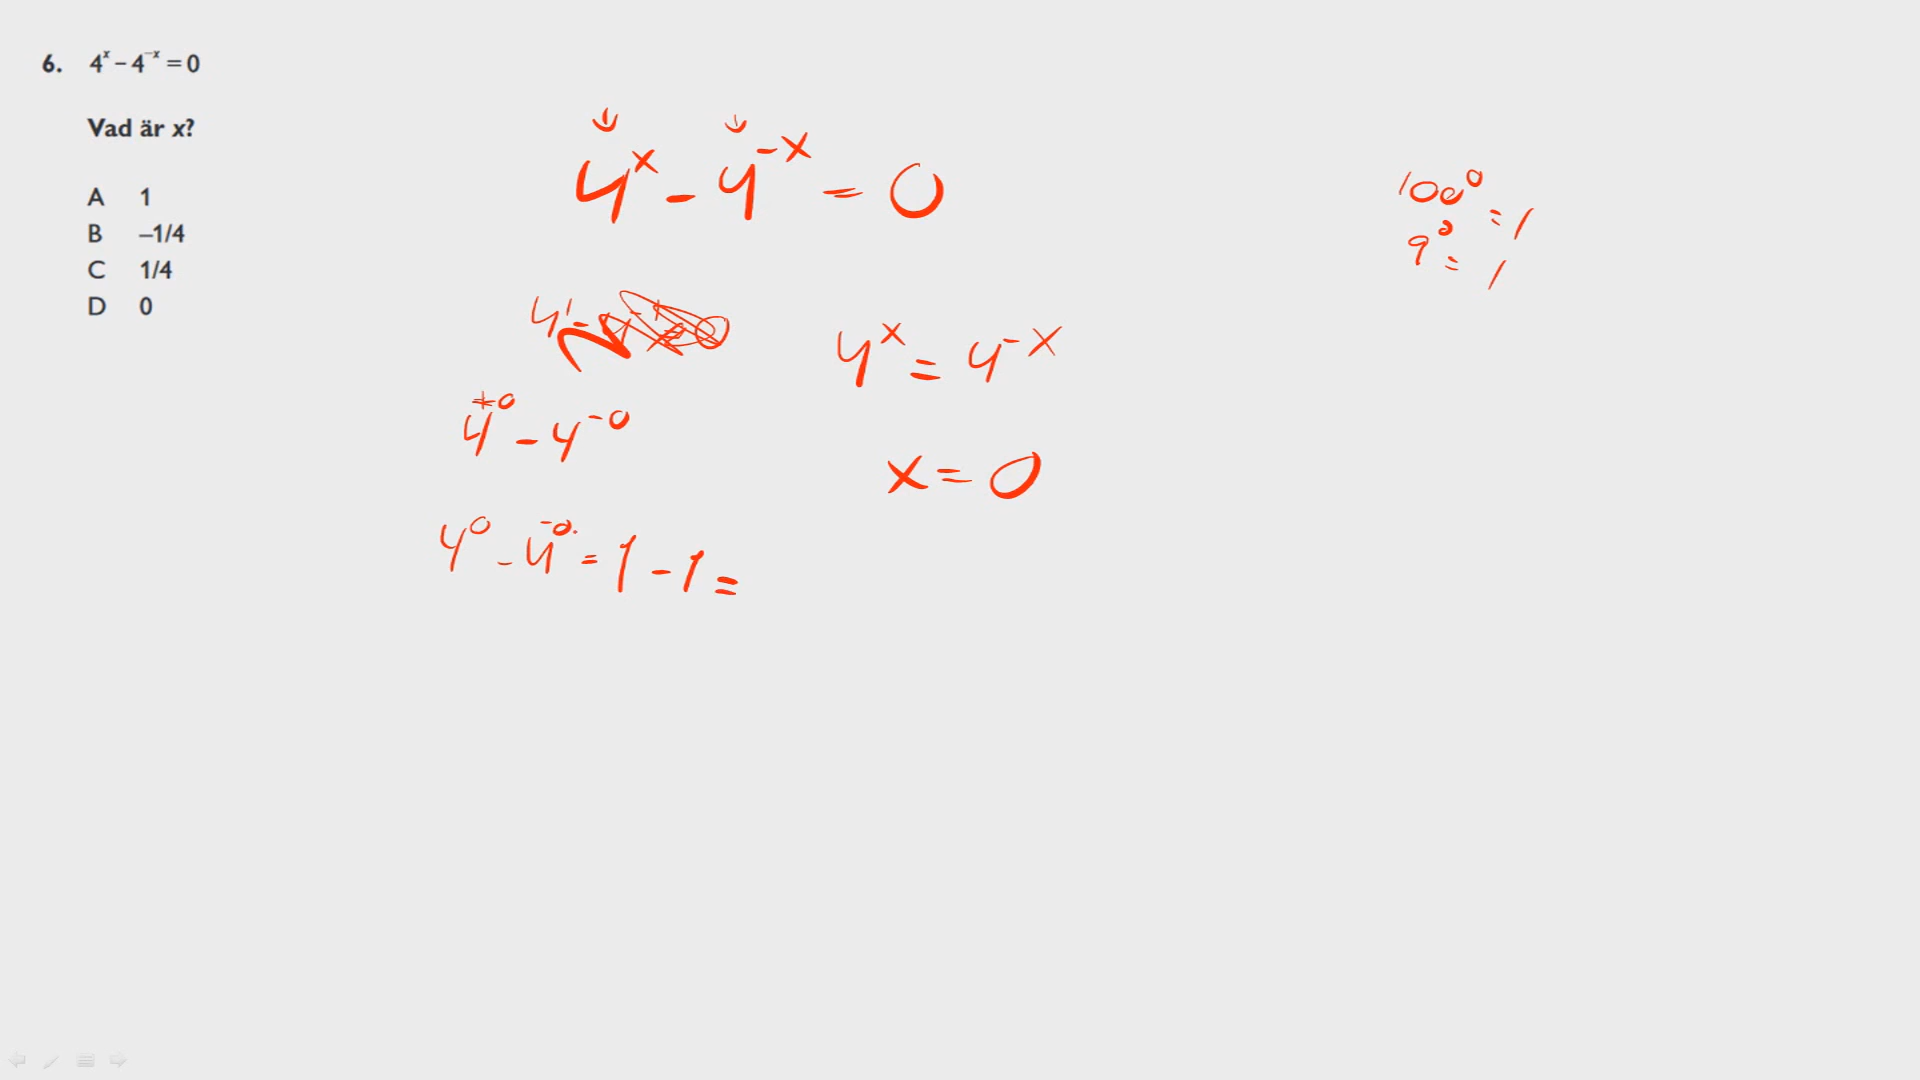 6. 4^x − 4^−x = 0
Vad är x?
A 1
B −1/4
C 1/4
D 0
4^x - 4^-x = 0
4^x = 4^-x
x = 0
4^+0 - 4^-0
4^0 - 4^-0 = 1 - 1 =
100^0 = 1
9^0 = 1